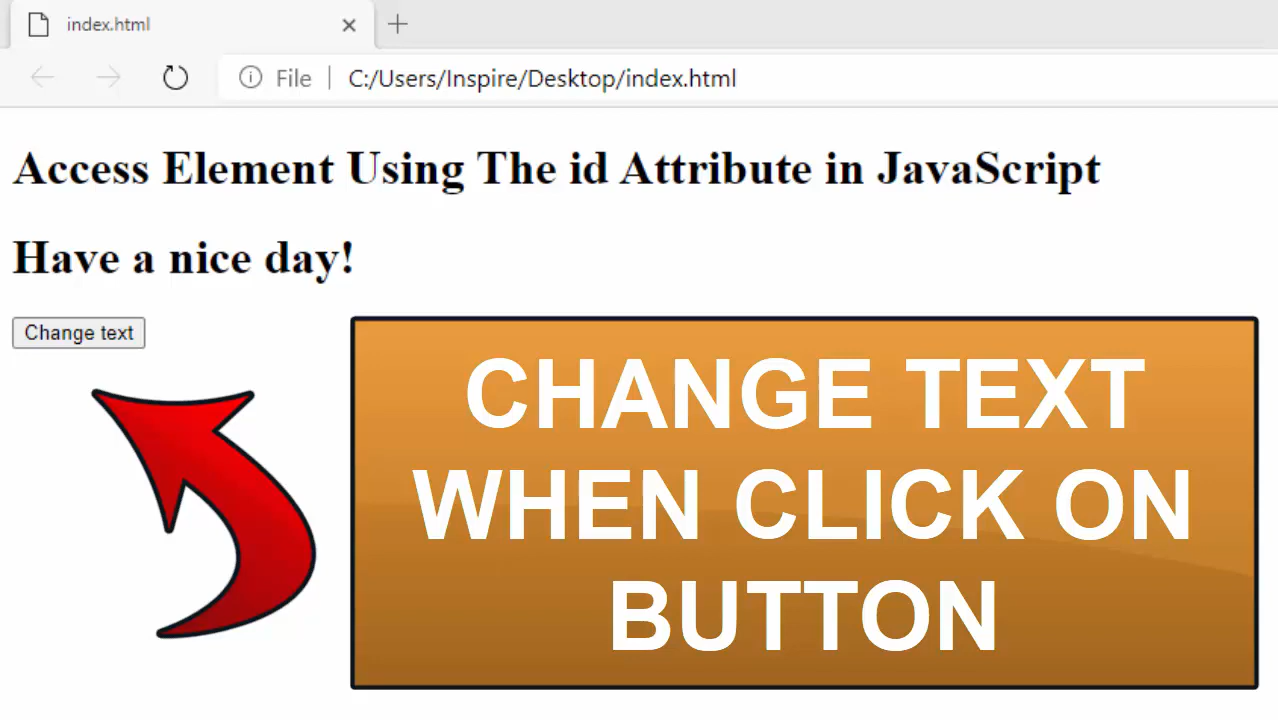 index.html
File | C:/Users/Inspire/Desktop/index.html
Access Element Using The id Attribute in JavaScript
Have a nice day!
Change text
CHANGE TEXT
WHEN CLICK ON
BUTTON